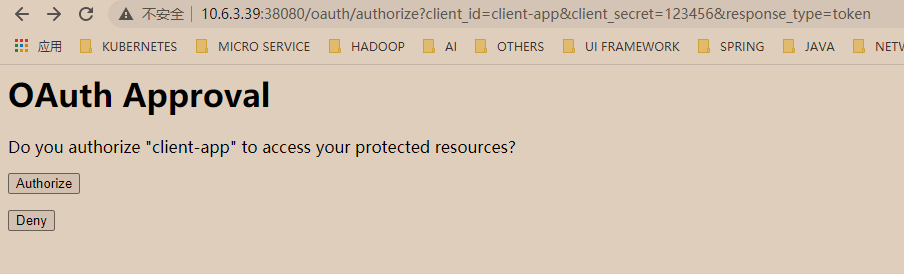 不安全 10.6.3.39:38080/oauth/authorize?client_id=client-app&client_secret=123456&response_type=token
应用 KUBERNETES MICRO SERVICE HADOOP AI OTHERS UI FRAMEWORK SPRING JAVA NETW
OAuth Approval
Do you authorize "client-app" to access your protected resources?
Authorize
Deny